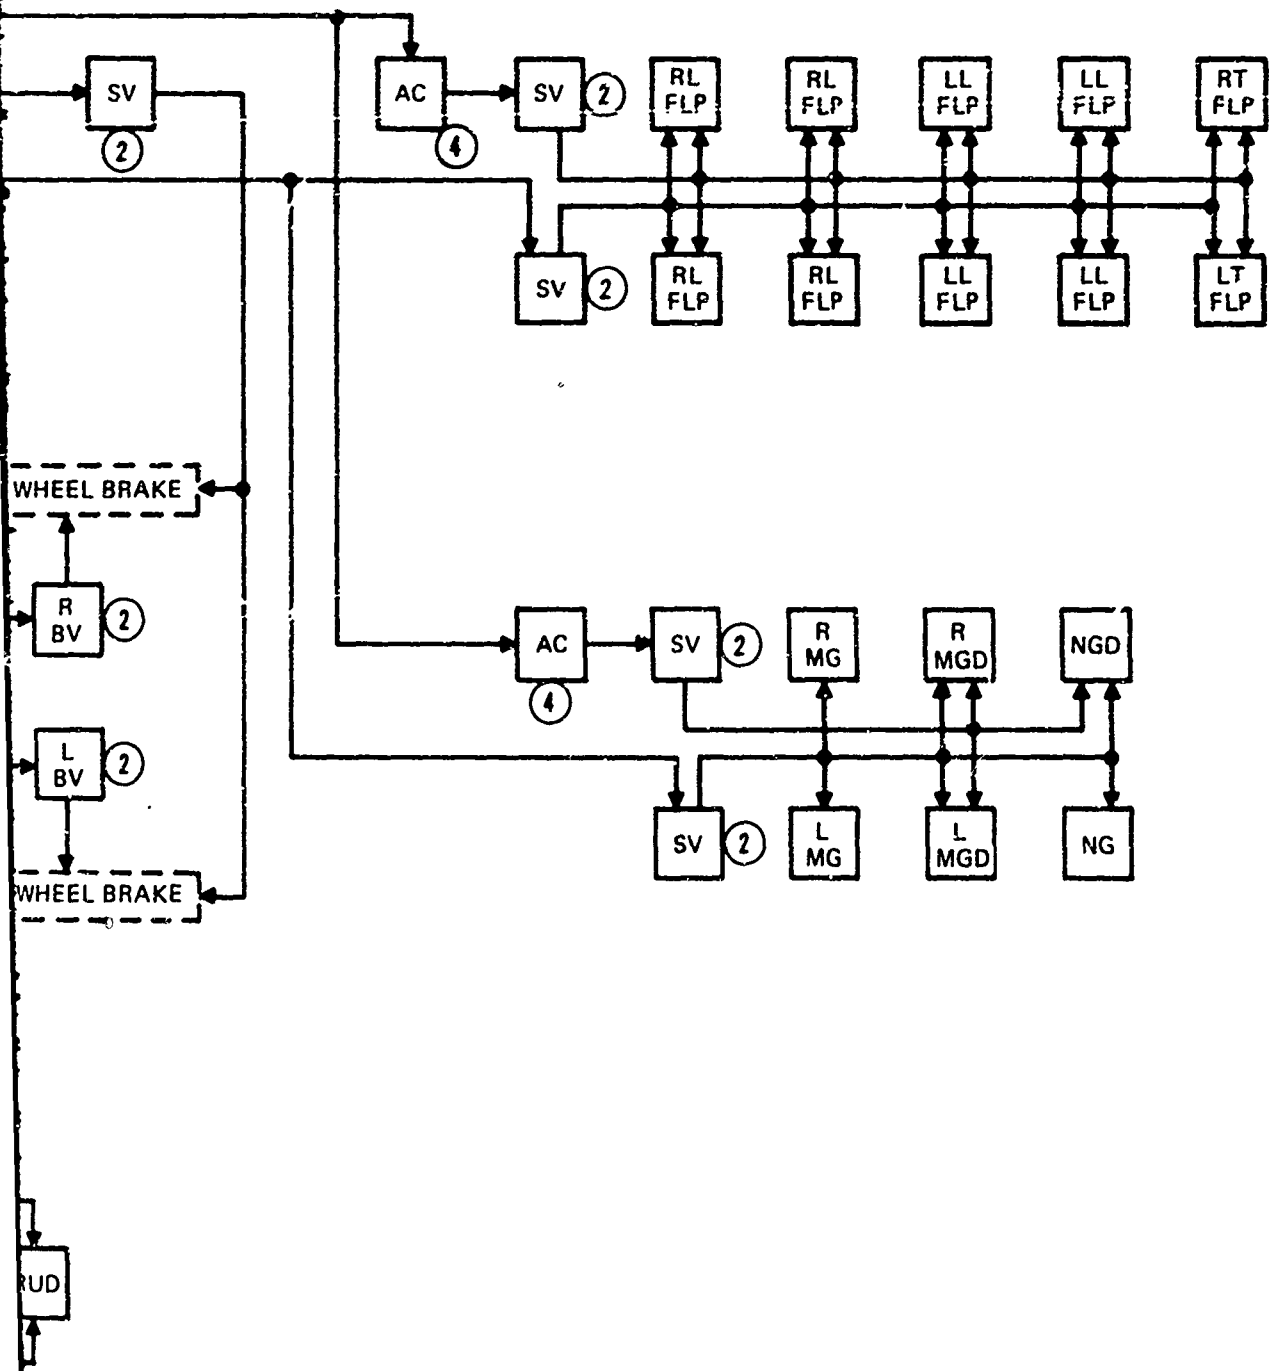 RL RL LL LL RT
SV AC SV 2 FLP FLP FLP FLP FLP
2 4
RL RL LL LL LT
SV 2 FLP FLP FLP FLP FLP
WHEEL BRAKE
R
BV 2
R R
AC SV 2 MG MGD NGD
4
L
BV 2
L L
SV 2 MG MGD NG
WHEEL BRAKE
RUD